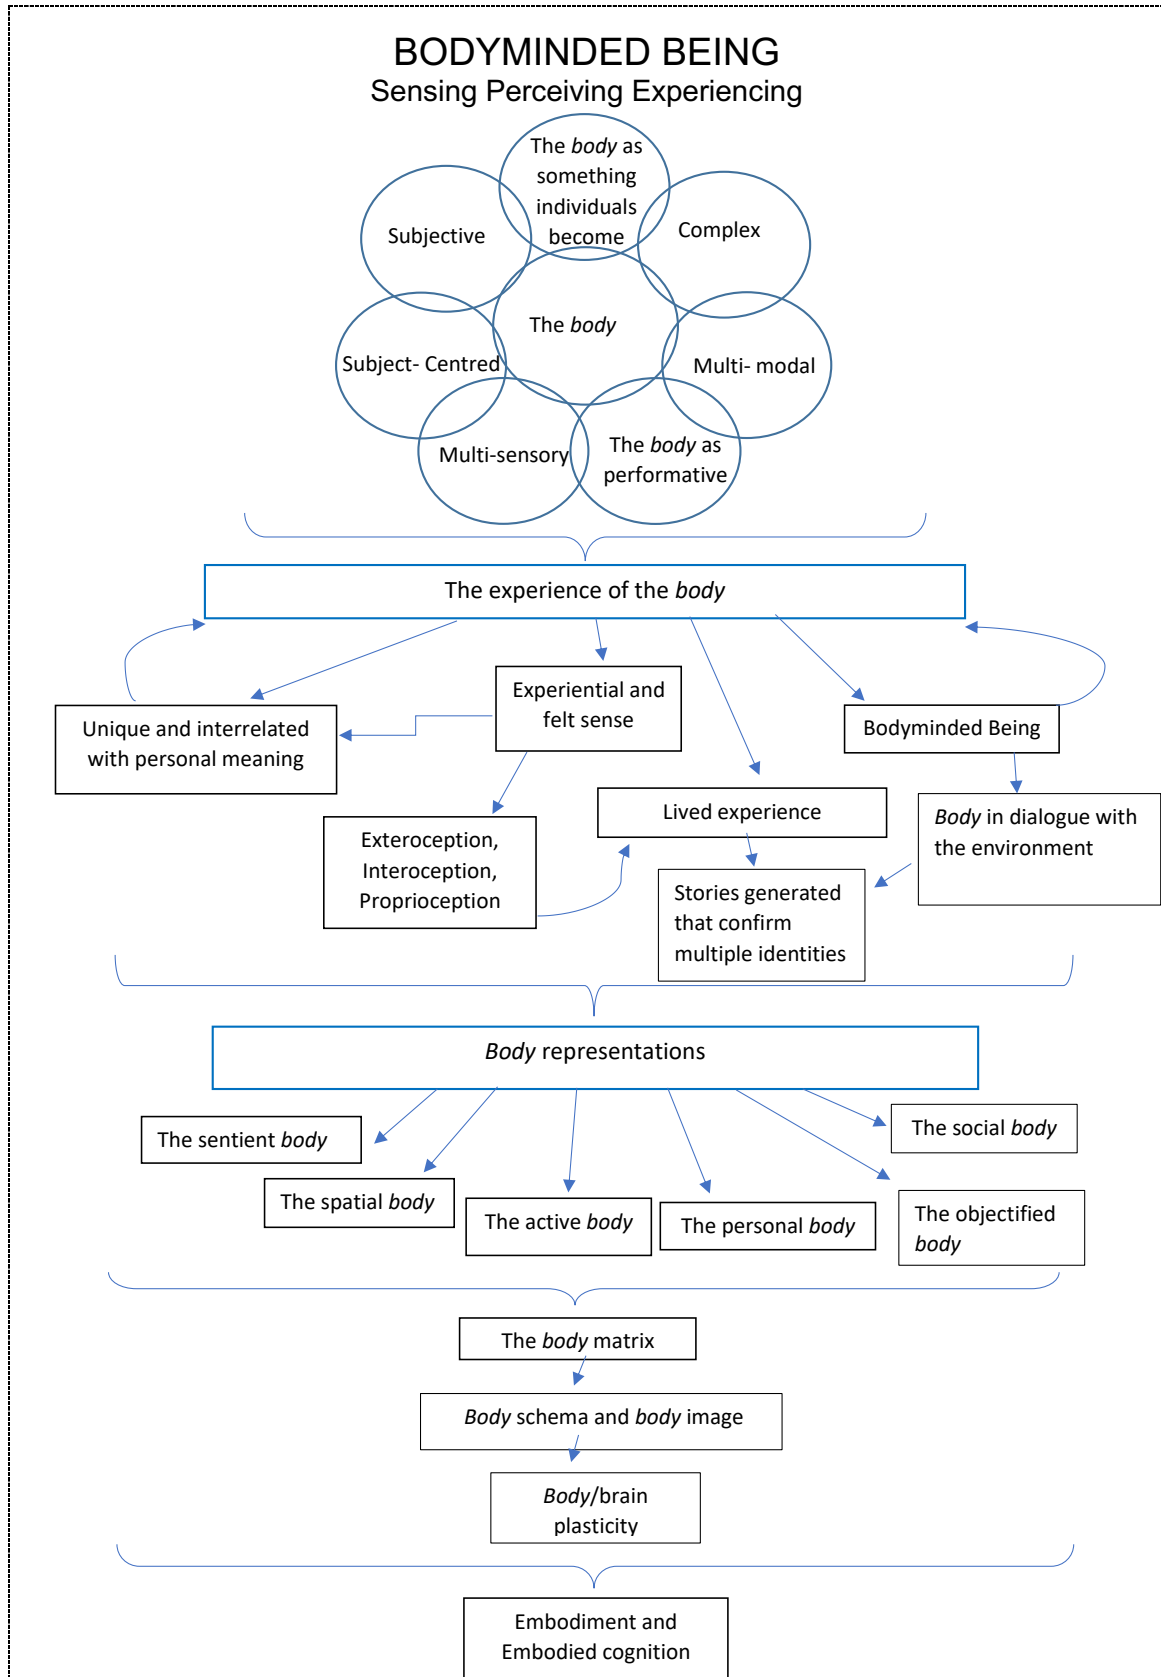 BODYMINDED BEING
Sensing Perceiving Experiencing
The body as
something
individuals
become
Subjective
Complex
The body
Subject- Centred
Multi- modal
Multi-sensory
The body as
performative
The experience of the body
Experiential and
felt sense
Unique and interrelated
with personal meaning
Bodyminded Being
Lived experience
Body in dialogue with
the environment
Exteroception,
Interoception,
Proprioception
Stories generated
that confirm
multiple identities
Body representations
The sentient body
The social body
The spatial body
The active body
The personal body
The objectified
body
The body matrix
Body schema and body image
Body/brain
plasticity
Embodiment and
Embodied cognition